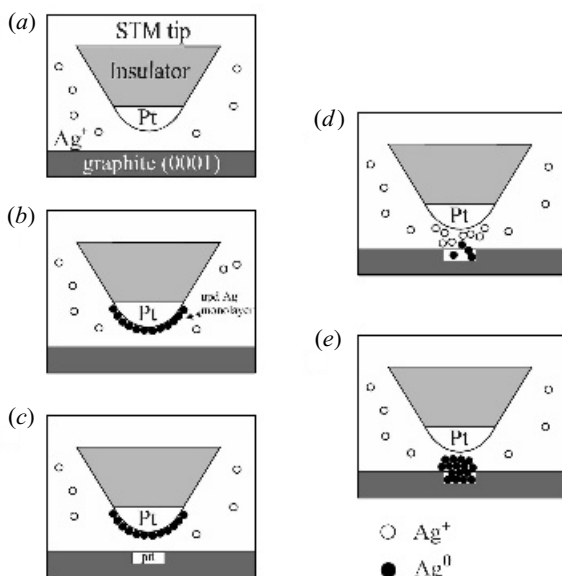 (a)
STM tip
Insulator
Pt
Ag+
graphite (0001)
(b)
Pt
upd Ag
monolayer
(c)
Pt
pit
(d)
Pt
(e)
Pt
Ag+
Ag0